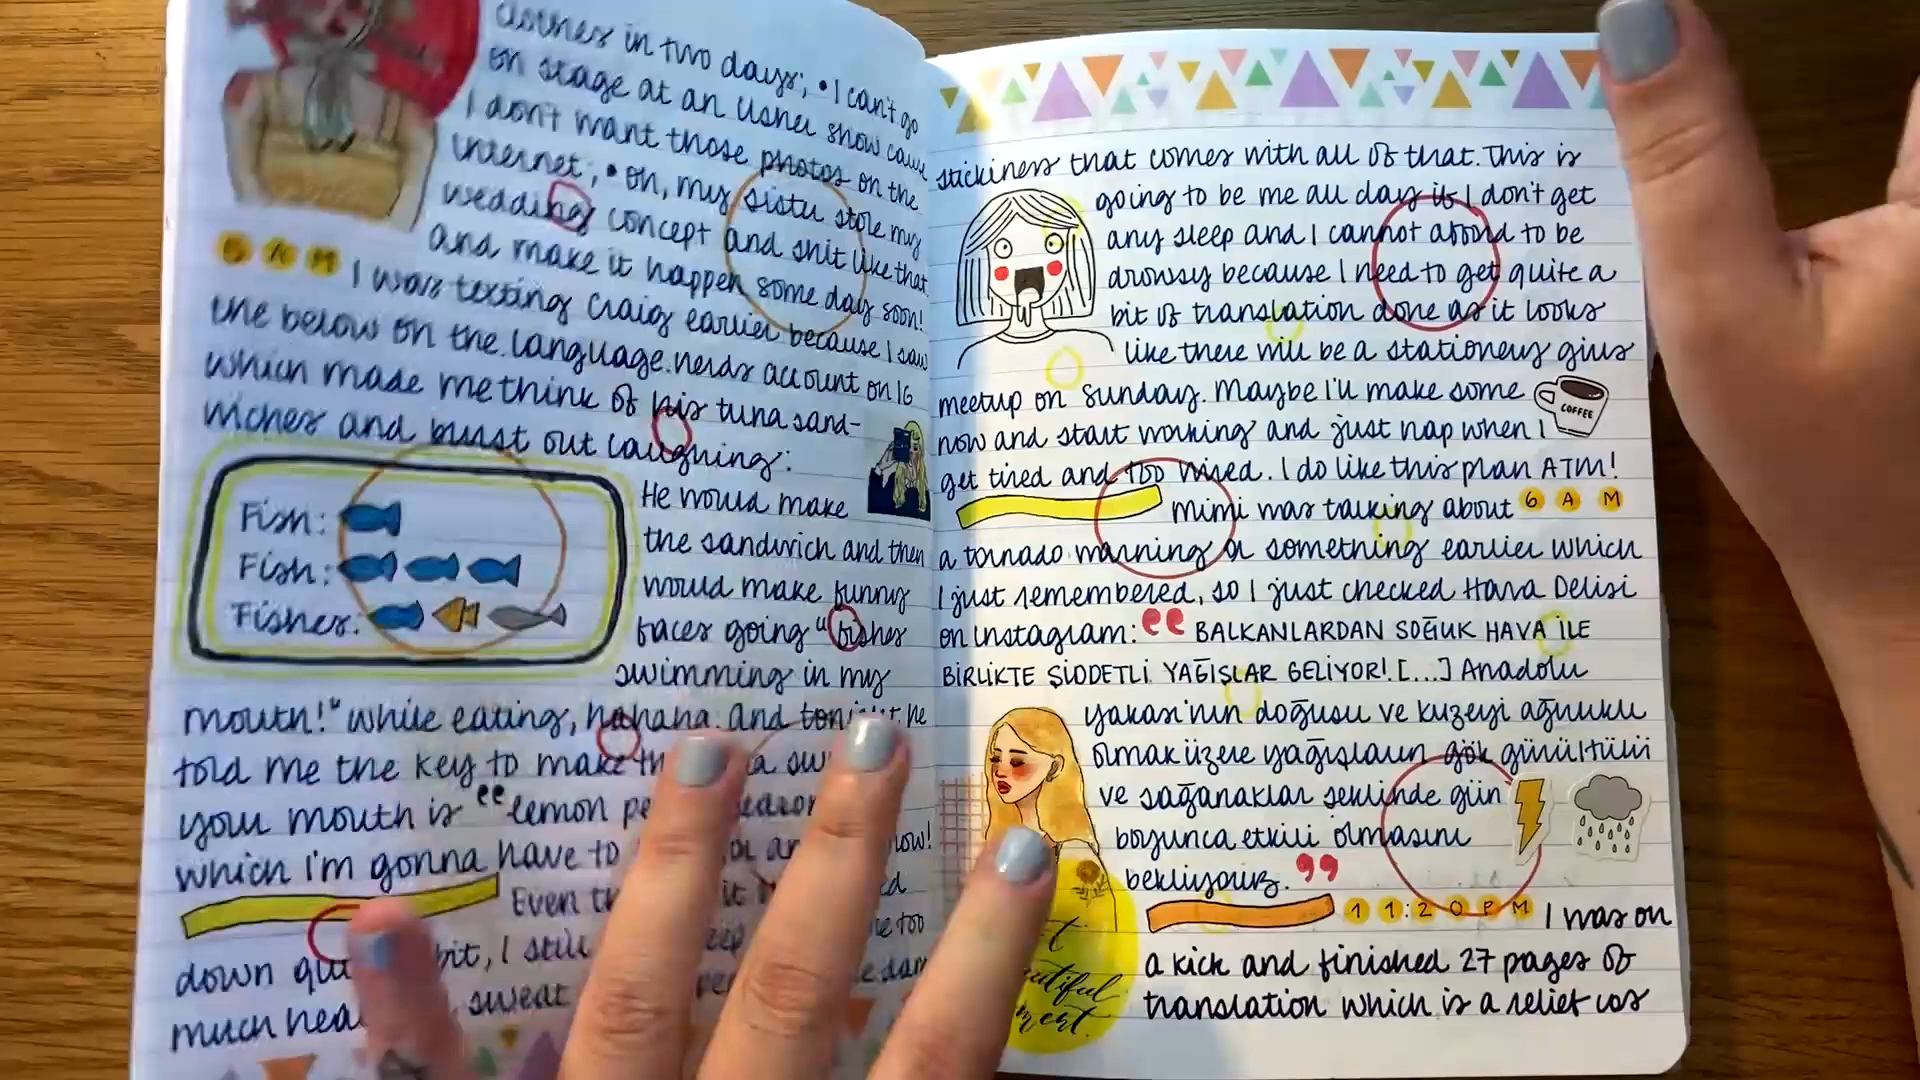 clothes in two days; • I can't go
on stage at an Usher show cause
I don't want those photos on the
internet; • oh, my sister stole my
wedding concept and shit like that
and make it happen some day soon!
5 AM I was texting Craig earlier because I saw
the below on the language.nerds account on IG
which made me think of his tuna sand-
wiches and burst out laughing:
Fish:
Fish:
Fishes:
He would make
the sandwich and then
would make funny
faces going "fishes
swimming in my
mouth!" while eating, hahaha. And tonight, he
told me the key to make
your mouth is "lemon
which I'm gonna have to now!
Even it
down bit, I still too
much sweat
stickiness that comes with all of that. This is
going to be me all day if I don't get
any sleep and I cannot afford to be
drowsy because I need to get quite a
bit of translation done as it looks
like there will be a stationery girls
meetup on Sunday. Maybe I'll make some
COFFEE
now and start working and just nap when I
get tired and too wired. I do like this plan ATM!
Mimi was talking about 6 AM
a tornado warning or something earlier which
I just remembered, so I just checked Hava Delisi
on Instagram: "BALKANLARDAN SOĞUK HAVA İLE
BİRLİKTE ŞİDDETLİ YAĞIŞLAR GELİYOR! [...] Anadolu
yakası'nın doğusu ve kuzeyi ağırlıklı
olmak üzere yağışların gök gürültülü
ve sağanaklar şeklinde gün
boyunca etkili olmasını
bekliyoruz."
11:20 PM I was on
a kick and finished 27 pages of
translation which is a relief cos